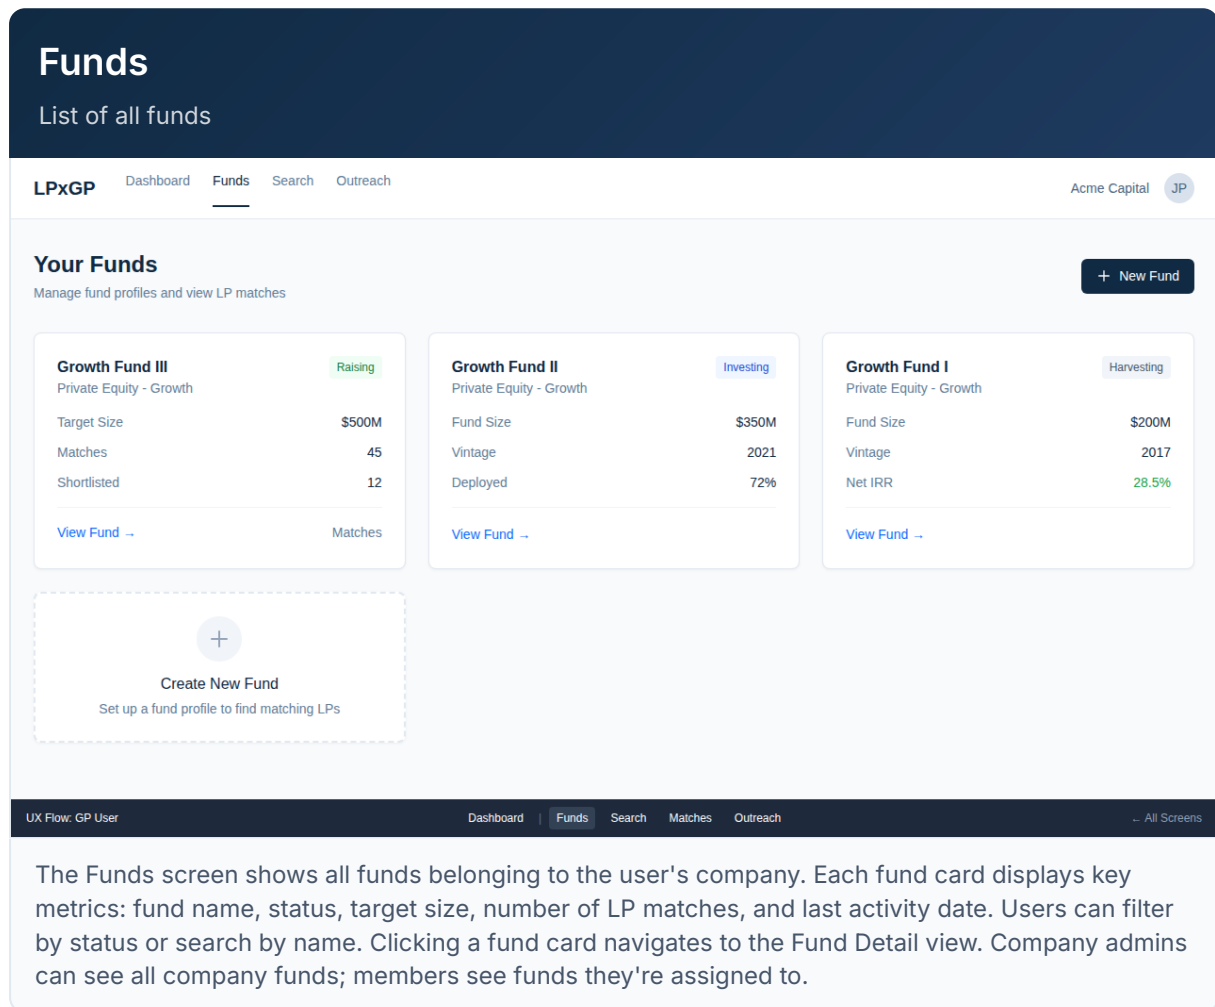 Funds
List of all funds
LPxGP
Dashboard Funds Search Outreach
Acme Capital JP
Your Funds
Manage fund profiles and view LP matches
+ New Fund
Growth Fund III Raising
Private Equity - Growth
Target Size $500M
Matches 45
Shortlisted 12
View Fund → Matches
Growth Fund II Investing
Private Equity - Growth
Fund Size $350M
Vintage 2021
Deployed 72%
View Fund →
Growth Fund I Harvesting
Private Equity - Growth
Fund Size $200M
Vintage 2017
Net IRR 28.5%
View Fund →
+
Create New Fund
Set up a fund profile to find matching LPs
UX Flow: GP User Dashboard | Funds Search Matches Outreach ← All Screens
The Funds screen shows all funds belonging to the user's company. Each fund card displays key
metrics: fund name, status, target size, number of LP matches, and last activity date. Users can filter
by status or search by name. Clicking a fund card navigates to the Fund Detail view. Company admins
can see all company funds; members see funds they're assigned to.